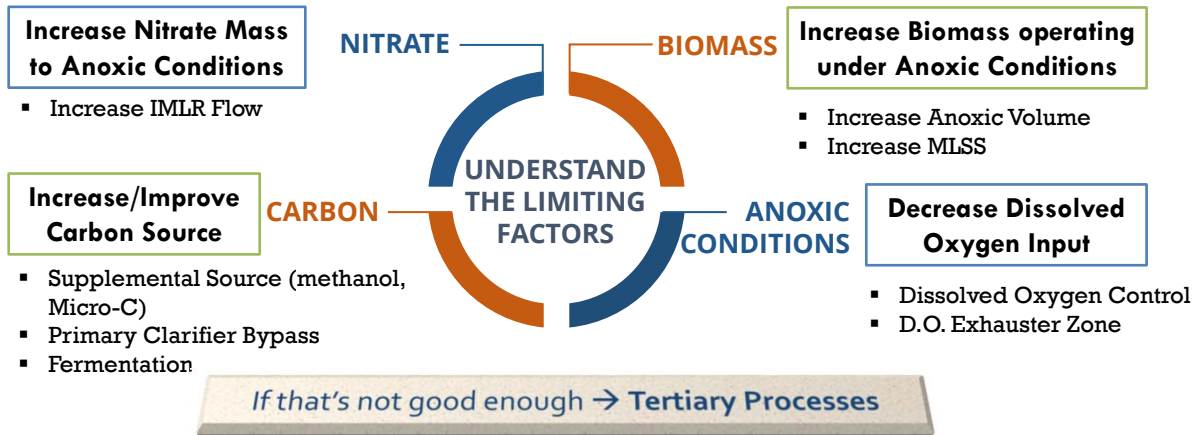 Increase Nitrate Mass
to Anoxic Conditions
▪ Increase IMLR Flow
NITRATE
BIOMASS
Increase Biomass operating
under Anoxic Conditions
▪ Increase Anoxic Volume
▪ Increase MLSS
UNDERSTAND
THE LIMITING
FACTORS
Increase/Improve
Carbon Source
CARBON
▪ Supplemental Source (methanol,
Micro-C)
▪ Primary Clarifier Bypass
▪ Fermentation
ANOXIC
CONDITIONS
Decrease Dissolved
Oxygen Input
▪ Dissolved Oxygen Control
▪ D.O. Exhauster Zone
If that's not good enough → Tertiary Processes